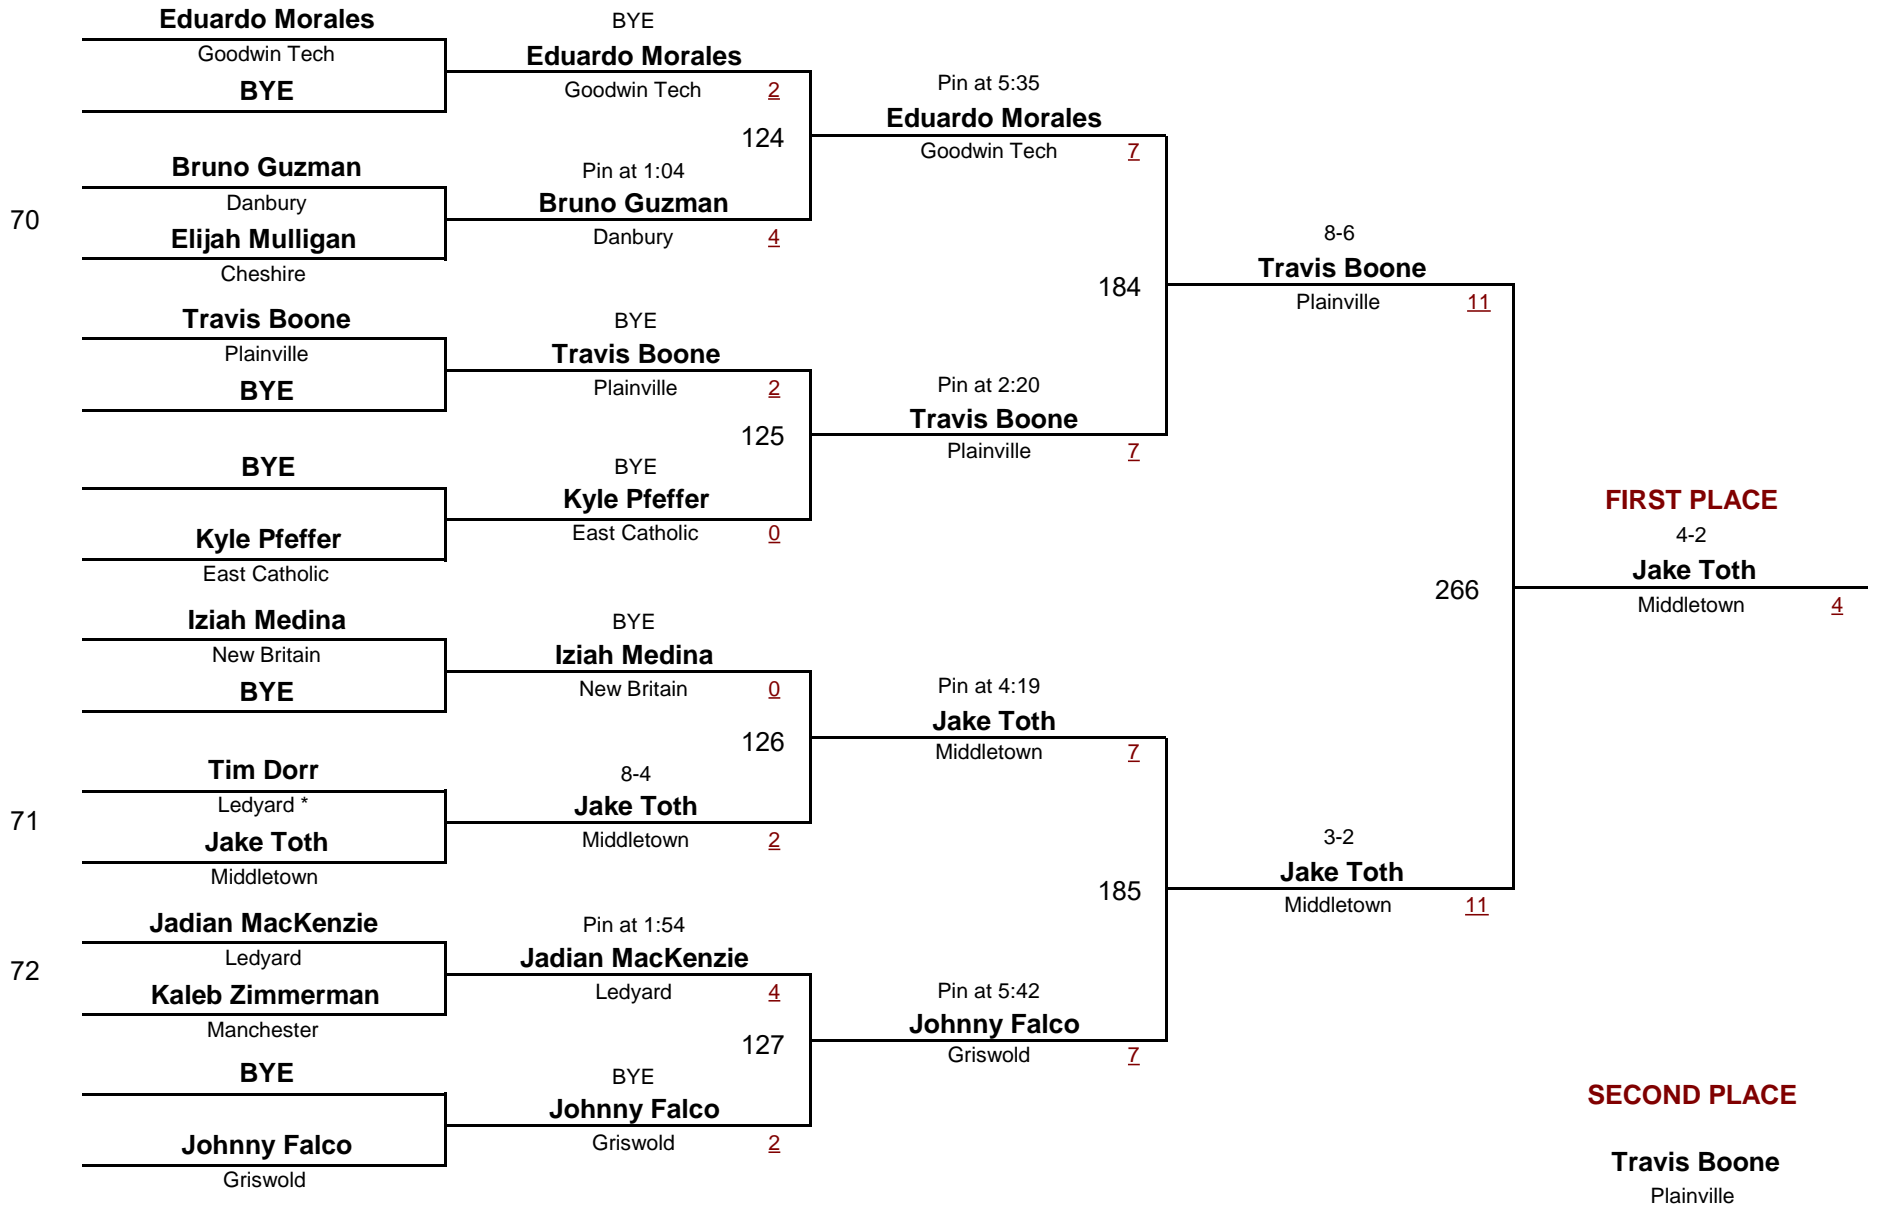 Eduardo Morales
Goodwin Tech
BYE
70
Bruno Guzman
Danbury
Elijah Mulligan
Cheshire
Travis Boone
Plainville
BYE
BYE
Kyle Pfeffer
East Catholic
Iziah Medina
New Britain
BYE
71
Tim Dorr
Ledyard *
Jake Toth
Middletown
72
Jadian MacKenzie
Ledyard
Kaleb Zimmerman
Manchester
BYE
Johnny Falco
Griswold
BYE
Eduardo Morales
Goodwin Tech 2
124
Pin at 1:04
Bruno Guzman
Danbury 4
BYE
Travis Boone
Plainville 2
125
BYE
Kyle Pfeffer
East Catholic 0
BYE
Iziah Medina
New Britain 0
126
8-4
Jake Toth
Middletown 2
Pin at 1:54
Jadian MacKenzie
Ledyard 4
127
BYE
Johnny Falco
Griswold 2
Pin at 5:35
Eduardo Morales
Goodwin Tech 7
184
Pin at 2:20
Travis Boone
Plainville 7
Pin at 4:19
Jake Toth
Middletown 7
185
Pin at 5:42
Johnny Falco
Griswold 7
8-6
Travis Boone
Plainville 11
266
3-2
Jake Toth
Middletown 11
FIRST PLACE
4-2
Jake Toth
Middletown 4
SECOND PLACE
Travis Boone
Plainville